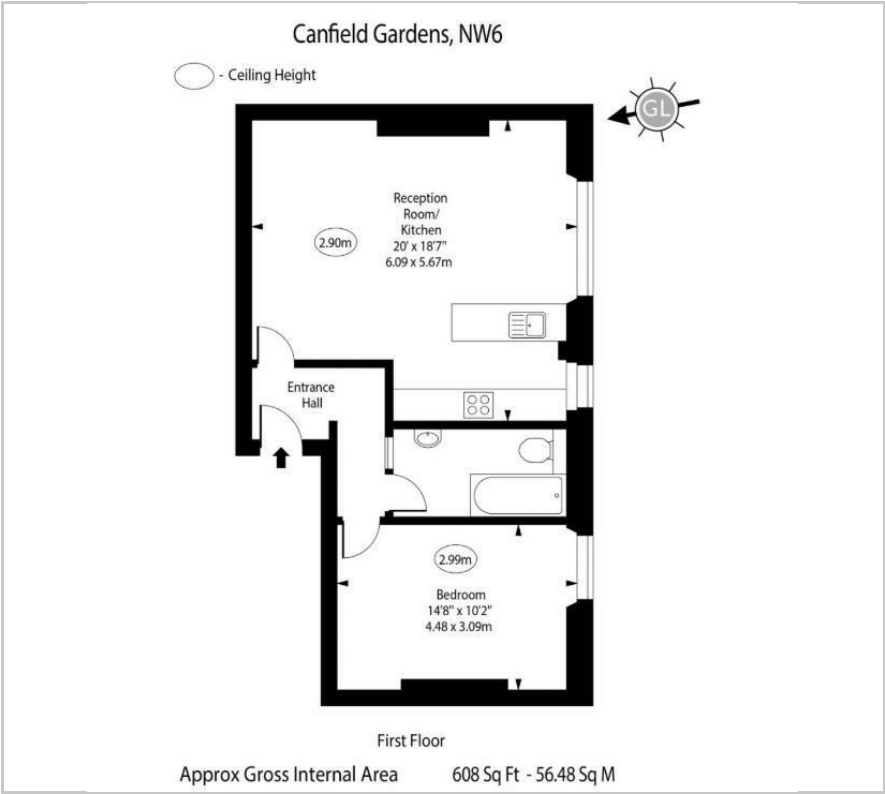 Canfield Gardens, NW6
- Ceiling Height
GL
Reception
Room/
Kitchen
20' x 18'7"
6.09 x 5.67m
2.90m
Entrance
Hall
2.99m
Bedroom
14'8" x 10'2"
4.48 x 3.09m
First Floor
Approx Gross Internal Area 608 Sq Ft - 56.48 Sq M